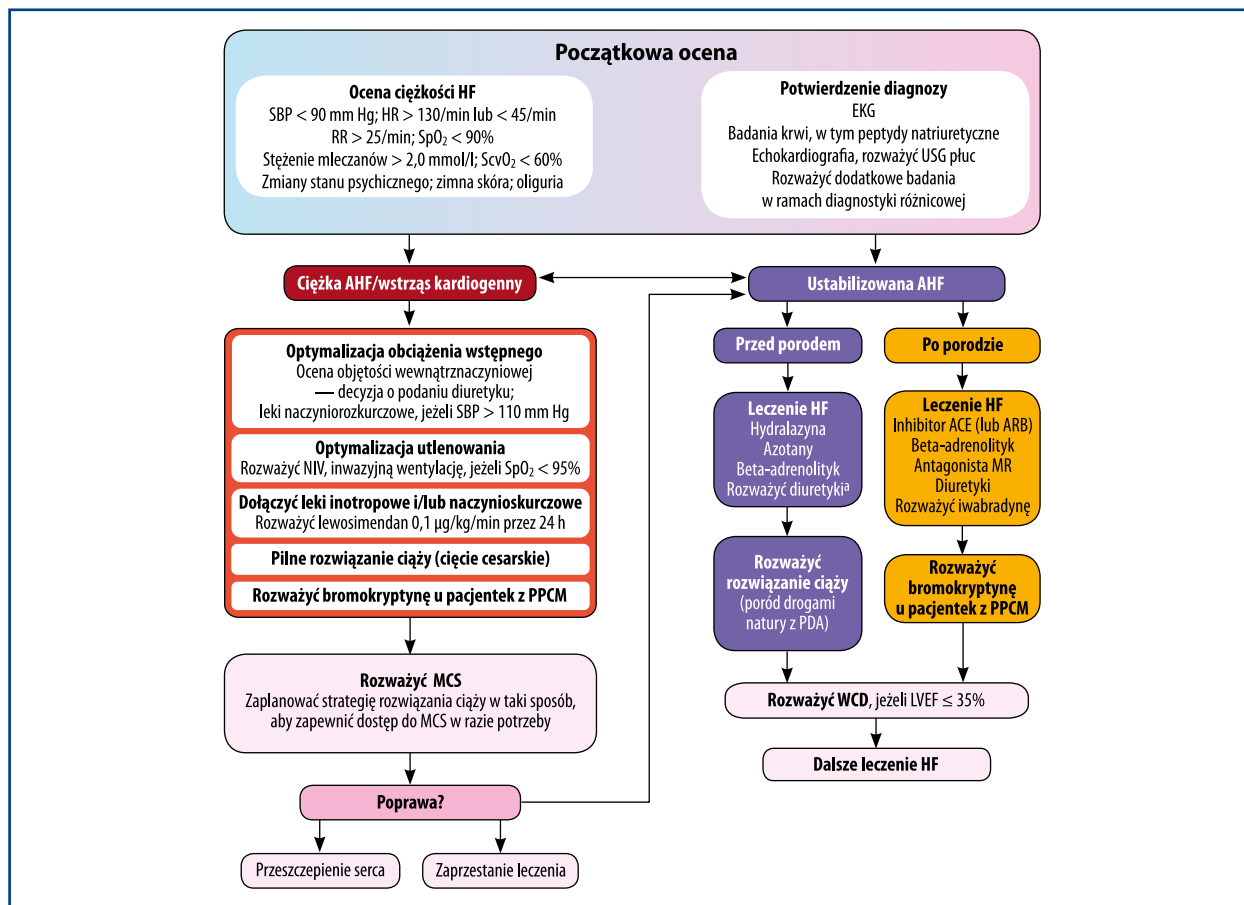 Początkowa ocena
Ocena ciężkości HF
SBP < 90 mm Hg; HR > 130/min lub < 45/min
RR > 25/min; SpO₂ < 90%
Stężenie mleczanów > 2,0 mmol/l; ScvO₂ < 60%
Zmiany stanu psychicznego; zimna skóra; oliguria
Potwierdzenie diagnozy
EKG
Badania krwi, w tym peptydy natriuretyczne
Echokardiografia, rozważyć USG płuc
Rozważyć dodatkowe badania
w ramach diagnostyki różnicowej
Ciężka AHF/wstrząs kardiogenny
Ustabilizowana AHF
Optymalizacja obciążenia wstępnego
Ocena objętości wewnątrznaczyniowej
— decyzja o podaniu diuretyku;
leki naczyniorozkurczowe, jeżeli SBP > 110 mm Hg
Optymalizacja utlenowania
Rozważyć NIV, inwazyjną wentylację, jeżeli SpO₂ < 95%
Dołączyć leki inotropowe i/lub naczynioskurczowe
Rozważyć lewosimendan 0,1 µg/kg/min przez 24 h
Pilne rozwiązanie ciąży (cięcie cesarskie)
Rozważyć bromokryptynę u pacjentek z PPCM
Rozważyć MCS
Zaplanować strategię rozwiązania ciąży w taki sposób,
aby zapewnić dostęp do MCS w razie potrzeby
Poprawa?
Przeszczepienie serca
Zaprzestanie leczenia
Przed porodem
Leczenie HF
Hydralazyna
Azotany
Beta-adrenolityk
Rozważyć diuretykiᵃ
Rozważyć
rozwiązanie ciąży
(poród drogami
natury z PDA)
Po porodzie
Leczenie HF
Inhibitor ACE (lub ARB)
Beta-adrenolityk
Antagonista MR
Diuretyki
Rozważyć iwabradynę
Rozważyć
bromokryptynę
u pacjentek z PPCM
Rozważyć WCD, jeżeli LVEF ≤ 35%
Dalsze leczenie HF